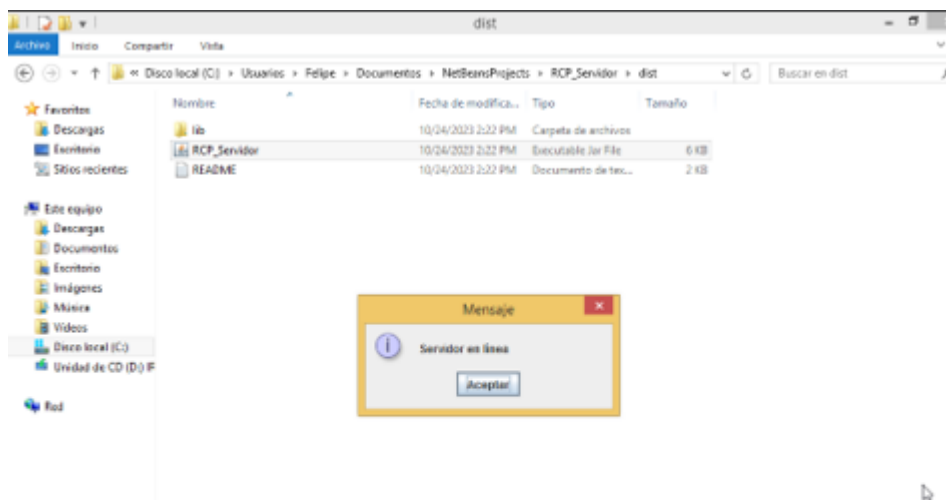 dist
Archivo Inicio Compartir Vista
« Disco local (C:) › Usuarios › Felipe › Documentos › NetBeansProjects › RCP_Servidor › dist
Buscar en dist
Favoritos
Descargas
Escritorio
Sitios recientes
Este equipo
Descargas
Documentos
Escritorio
Imágenes
Música
Vídeos
Disco local (C:)
Unidad de CD (D:) IF
Red
Nombre Fecha de modifica... Tipo Tamaño
lib 10/24/2023 2:22 PM Carpeta de archivos
RCP_Servidor 10/24/2023 2:22 PM Executable Jar File 6 KB
README 10/24/2023 2:22 PM Documento de tex... 2 KB
Mensaje
Servidor en linea
Aceptar